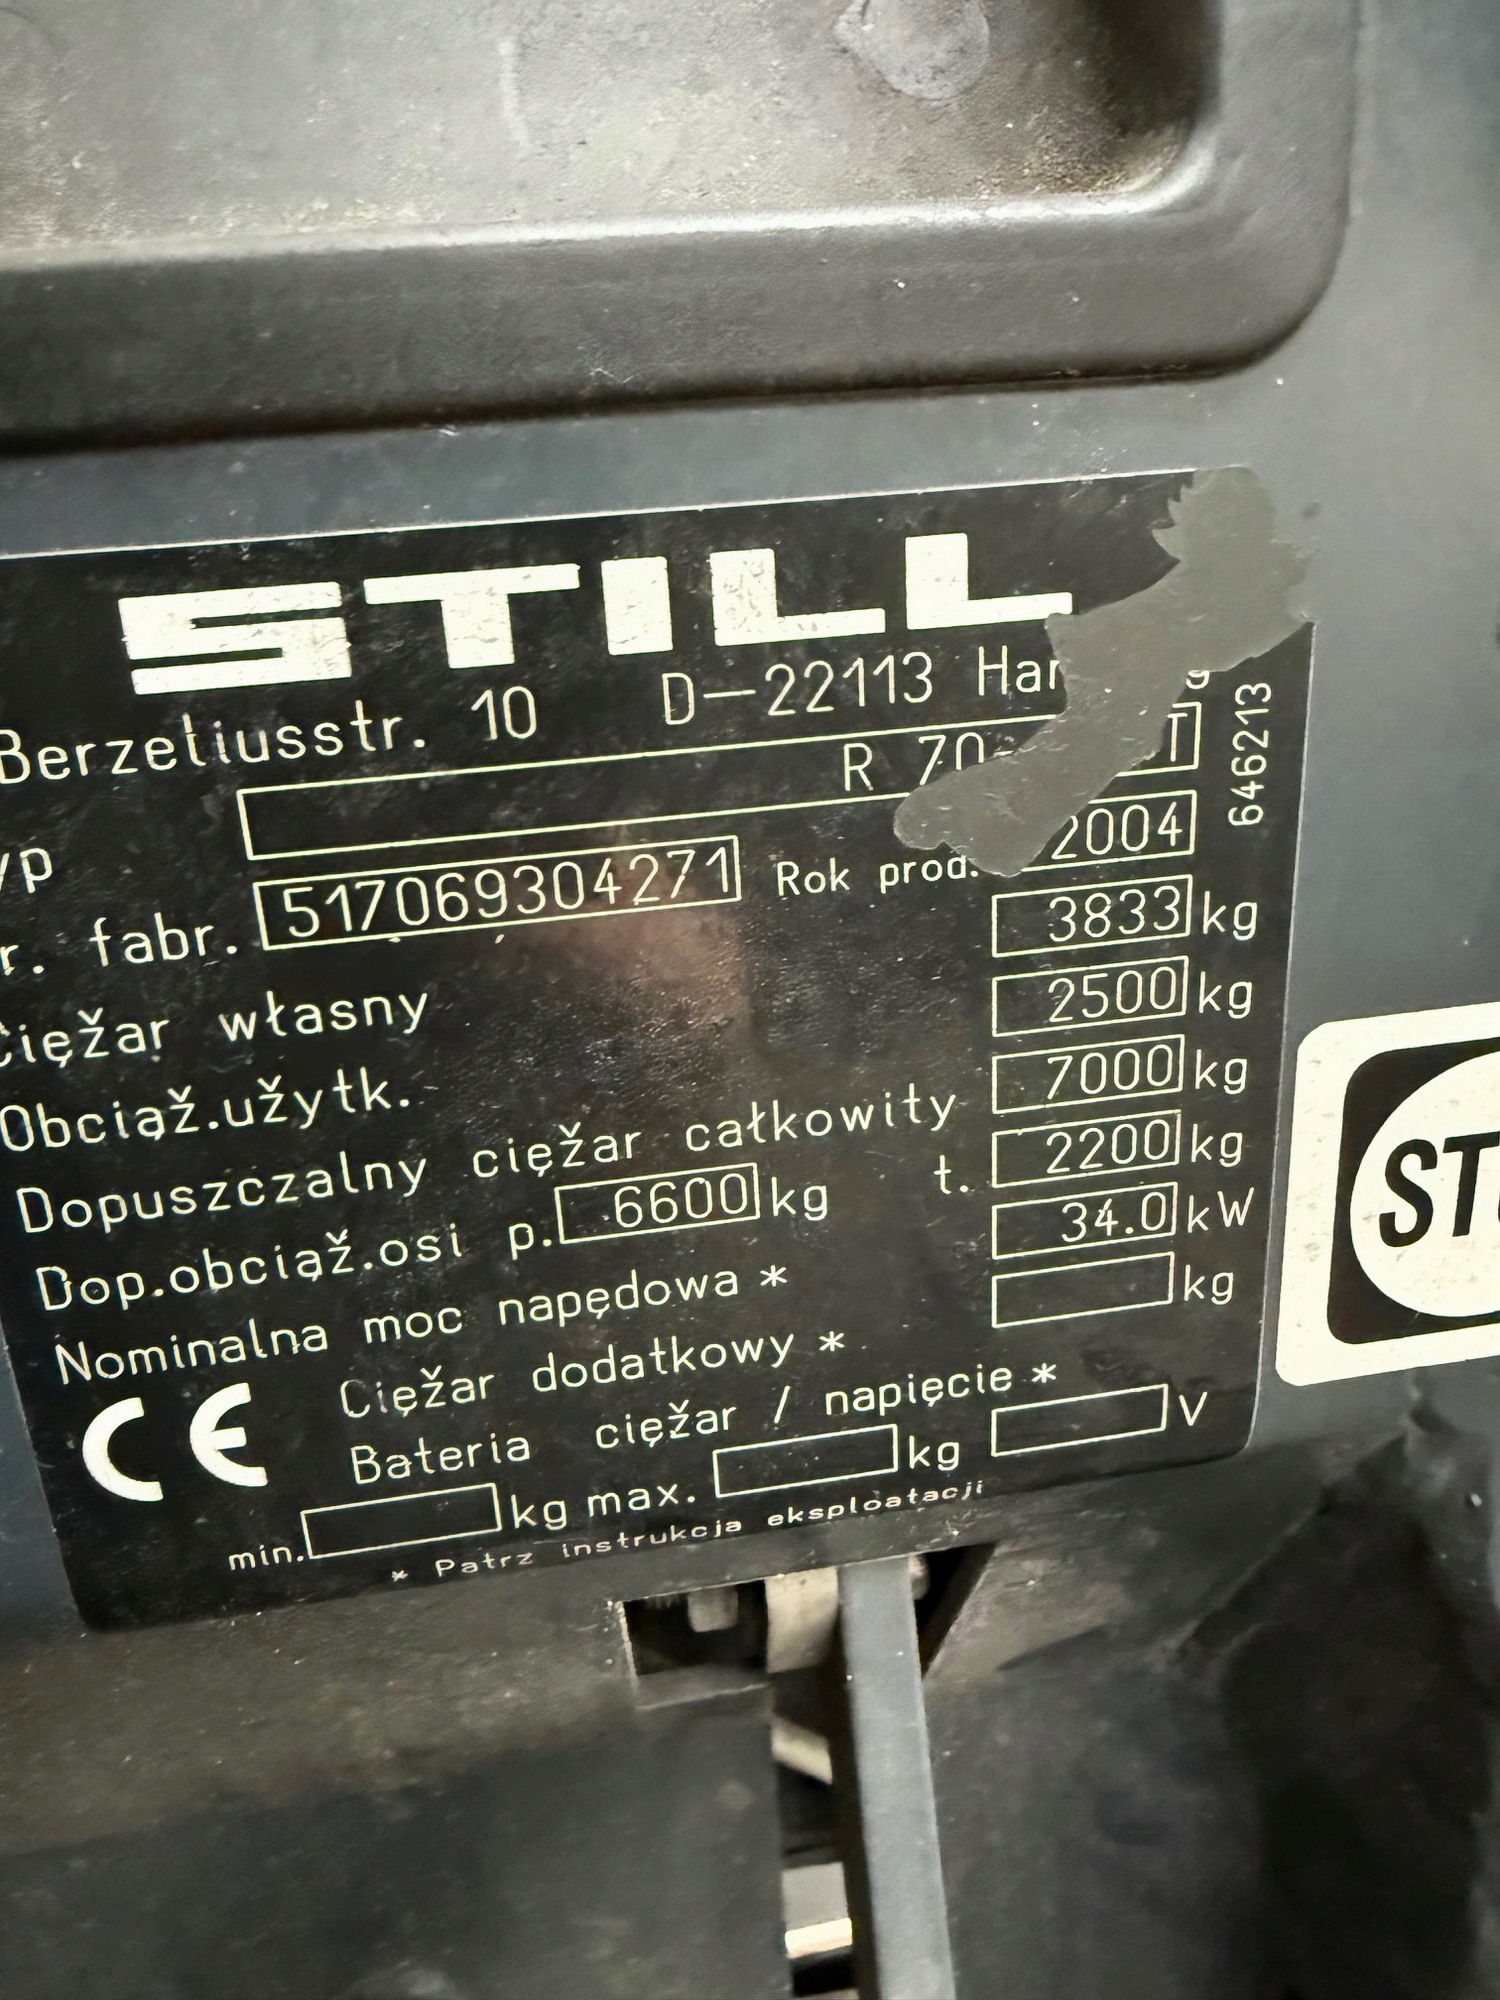 STILL
Berzeliusstr. 10 D-22113
R 70-
646213
fabr. 517069304271 Rok prod. 2004
Ciężar własny 3833 kg
Obciąż.użytk. 2500 kg
Dopuszczalny ciężar całkowity 7000 kg
Dop.obciąż.osi p. 6600 kg t. 2200 kg
Nominalna moc napędowa * 34.0 kW
CE Ciężar dodatkowy * kg
Bateria ciężar / napięcie *
min. kg max. kg V
* Patrz instrukcja eksploatacji